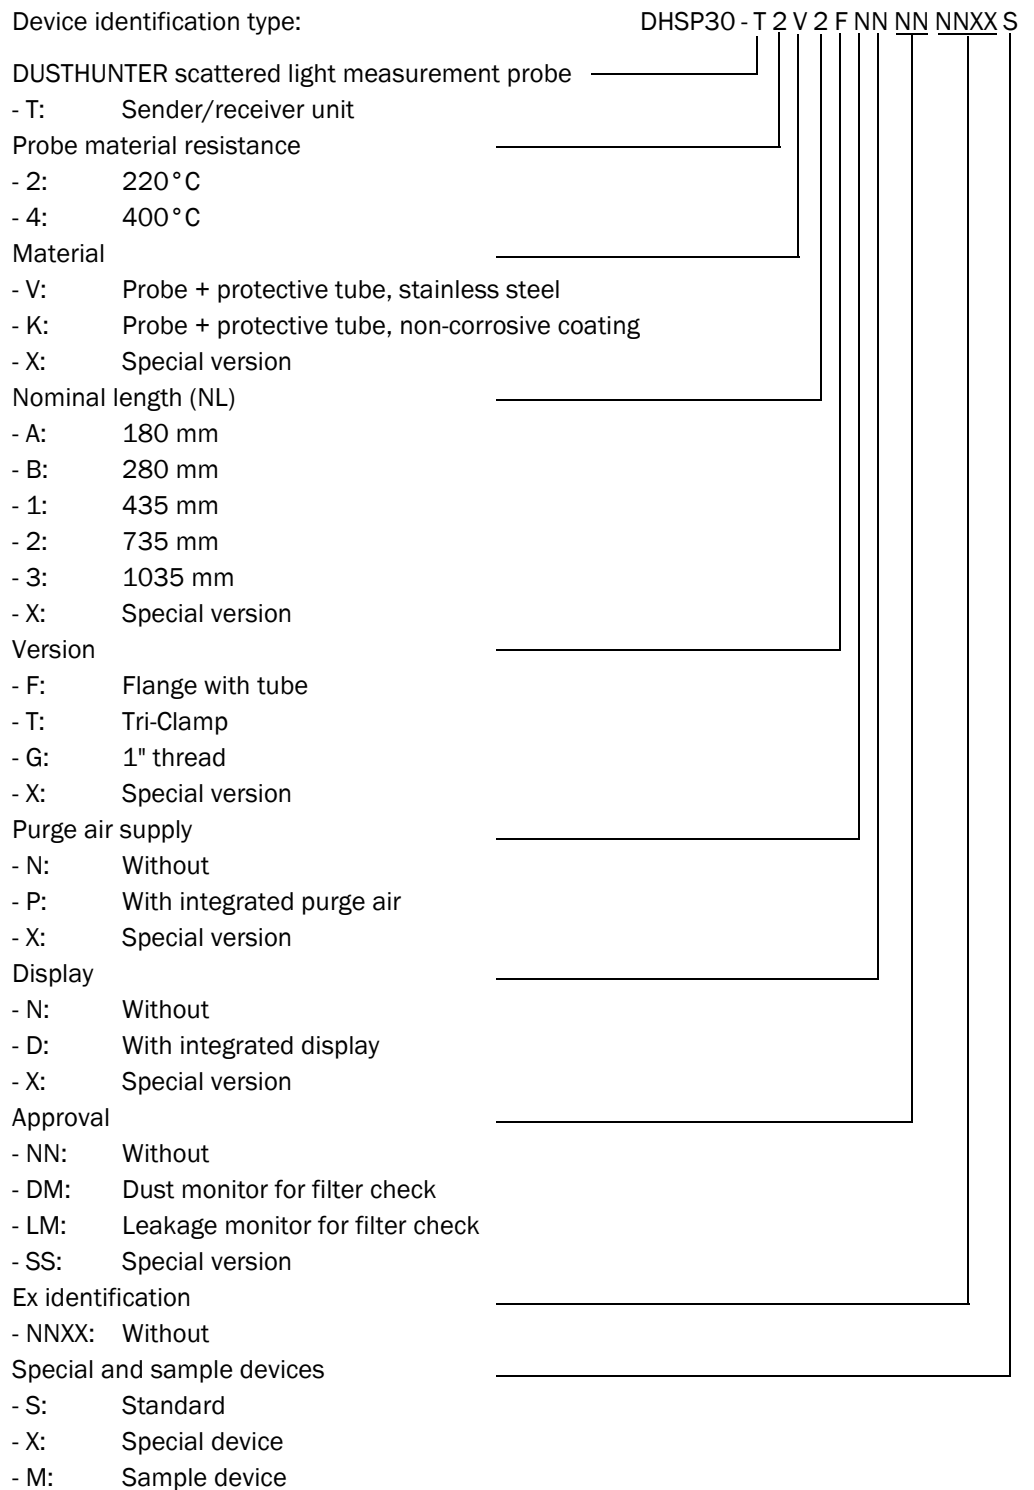 Device identification type: DHSP30 - T 2 V 2 F NN NN NNXX S
DUSTHUNTER scattered light measurement probe
- T: Sender/receiver unit
Probe material resistance
- 2: 220°C
- 4: 400°C
Material
- V: Probe + protective tube, stainless steel
- K: Probe + protective tube, non-corrosive coating
- X: Special version
Nominal length (NL)
- A: 180 mm
- B: 280 mm
- 1: 435 mm
- 2: 735 mm
- 3: 1035 mm
- X: Special version
Version
- F: Flange with tube
- T: Tri-Clamp
- G: 1" thread
- X: Special version
Purge air supply
- N: Without
- P: With integrated purge air
- X: Special version
Display
- N: Without
- D: With integrated display
- X: Special version
Approval
- NN: Without
- DM: Dust monitor for filter check
- LM: Leakage monitor for filter check
- SS: Special version
Ex identification
- NNXX: Without
Special and sample devices
- S: Standard
- X: Special device
- M: Sample device